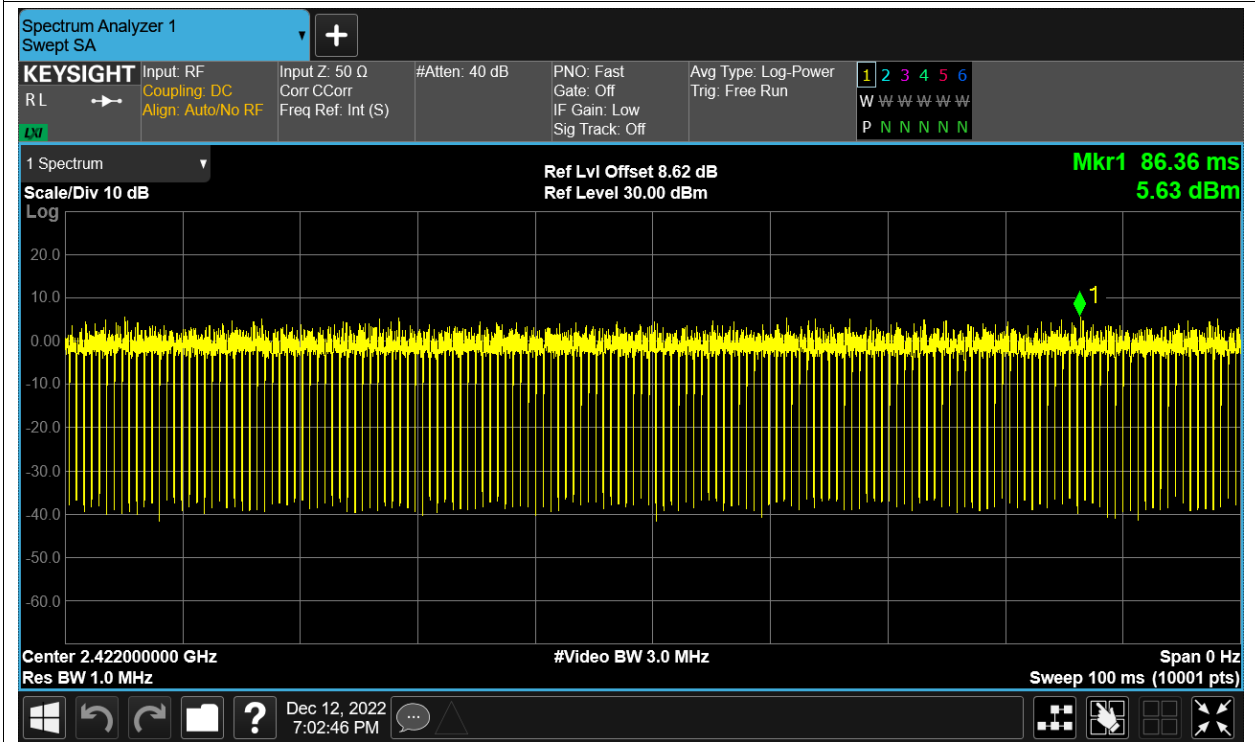 Spectrum Analyzer 1
Swept SA
KEYSIGHT
R L
LXI
Input: RF
Coupling: DC
Align: Auto/No RF
Input Z: 50 Ω
Corr CCorr
Freq Ref: Int (S)
#Atten: 40 dB
PNO: Fast
Gate: Off
IF Gain: Low
Sig Track: Off
Avg Type: Log-Power
Trig: Free Run
1 2 3 4 5 6
W W W W W W
P N N N N N
1 Spectrum
Scale/Div 10 dB
Log
Ref Lvl Offset 8.62 dB
Ref Level 30.00 dBm
Mkr1 86.36 ms
5.63 dBm
20.0
10.0
1
0.00
-10.0
-20.0
-30.0
-40.0
-50.0
-60.0
Center 2.422000000 GHz
Res BW 1.0 MHz
#Video BW 3.0 MHz
Span 0 Hz
Sweep 100 ms (10001 pts)
?
Dec 12, 2022
7:02:46 PM